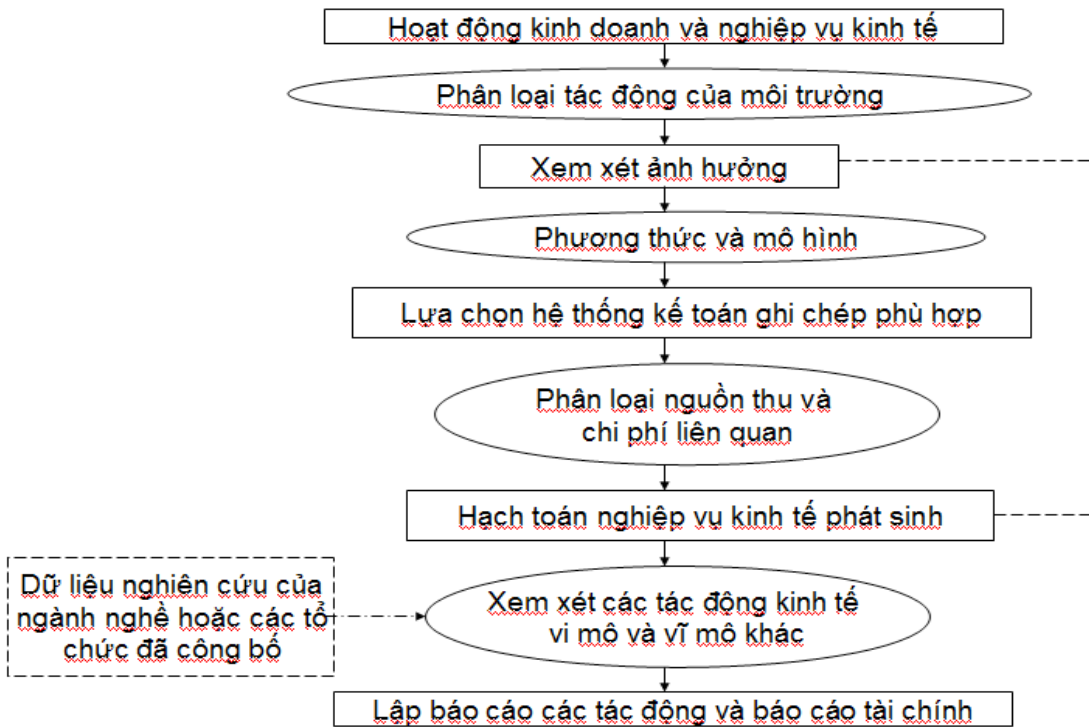 Hoạt động kinh doanh và nghiệp vụ kinh tế
Phân loại tác động của môi trường
Xem xét ảnh hưởng
Phương thức và mô hình
Lựa chọn hệ thống kế toán ghi chép phù hợp
Phân loại nguồn thu và
chi phí liên quan
Hạch toán nghiệp vụ kinh tế phát sinh
Dữ liệu nghiên cứu của
ngành nghề hoặc các tổ
chức đã công bố
Xem xét các tác động kinh tế
vi mô và vĩ mô khác
Lập báo cáo các tác động và báo cáo tài chính